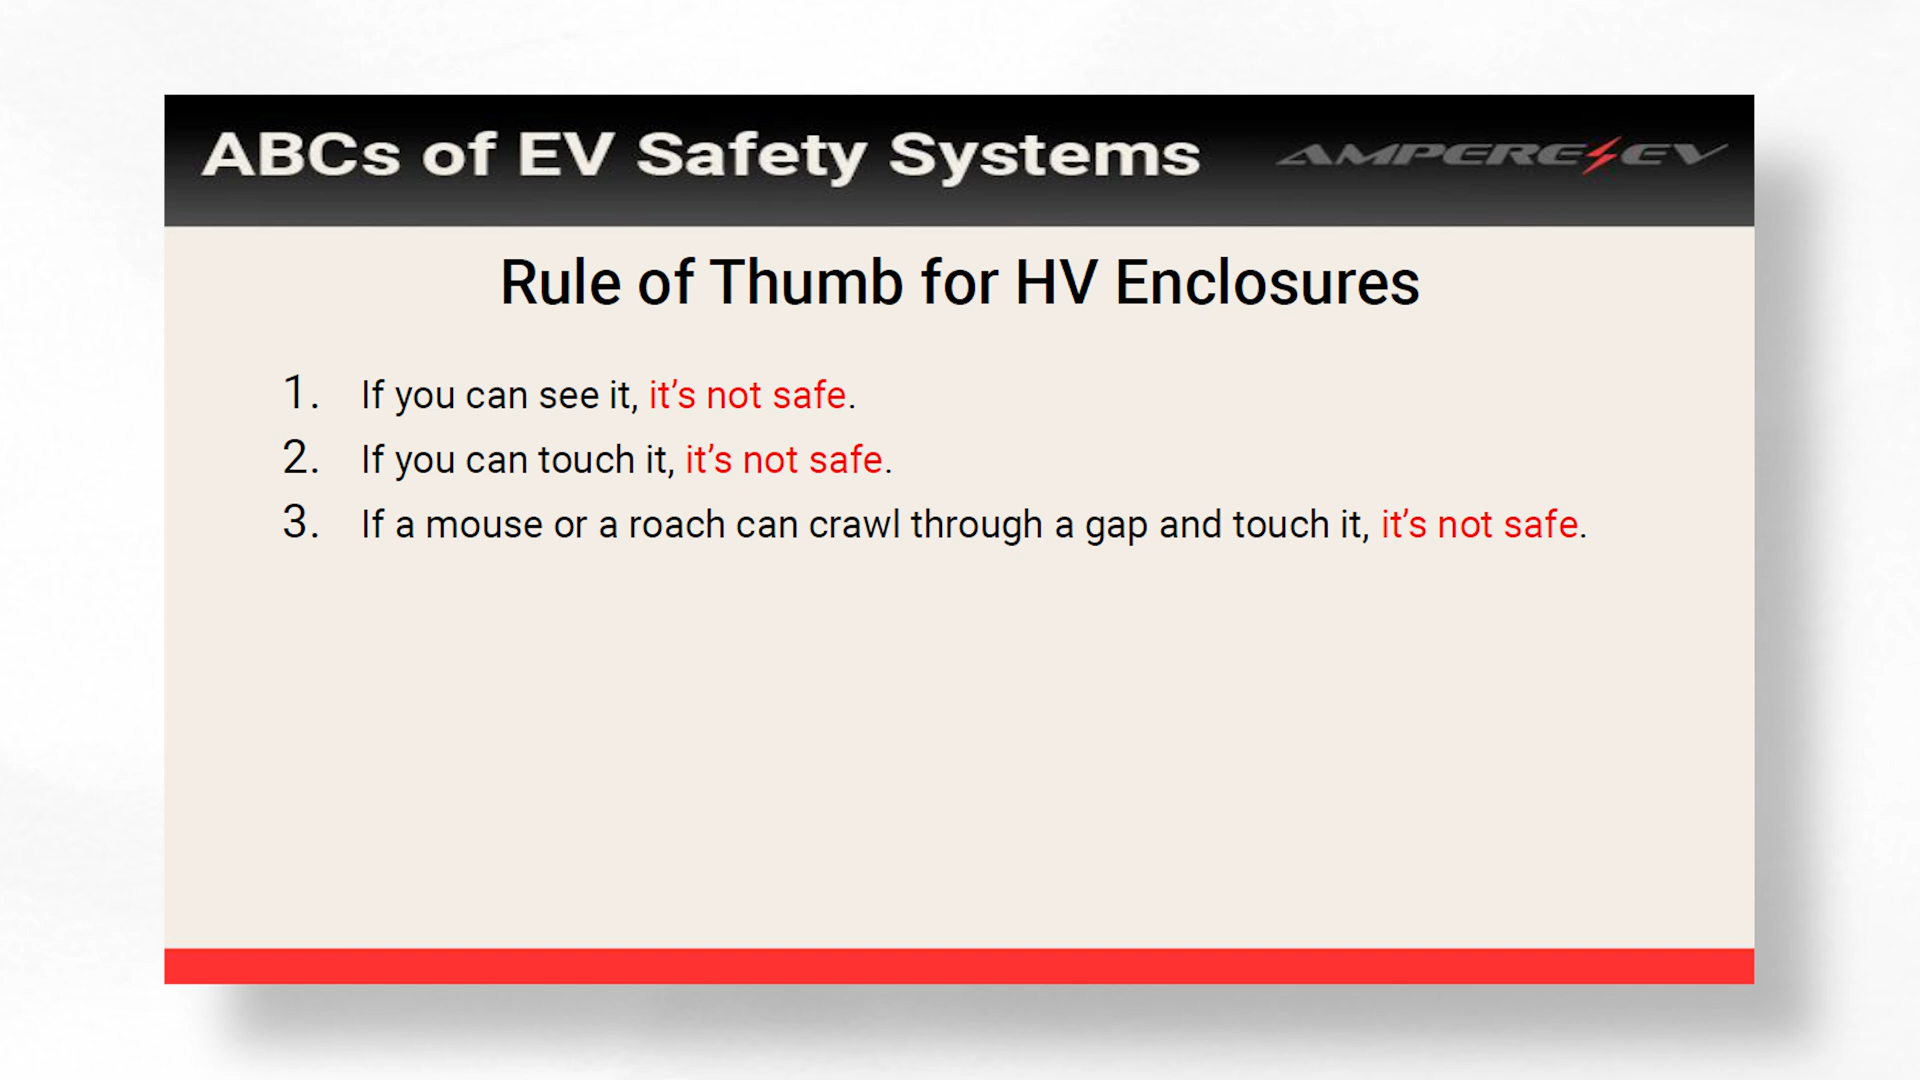 ABCs of EV Safety Systems
AMPERE EV
Rule of Thumb for HV Enclosures
1. If you can see it, it’s not safe.
2. If you can touch it, it’s not safe.
3. If a mouse or a roach can crawl through a gap and touch it, it’s not safe.